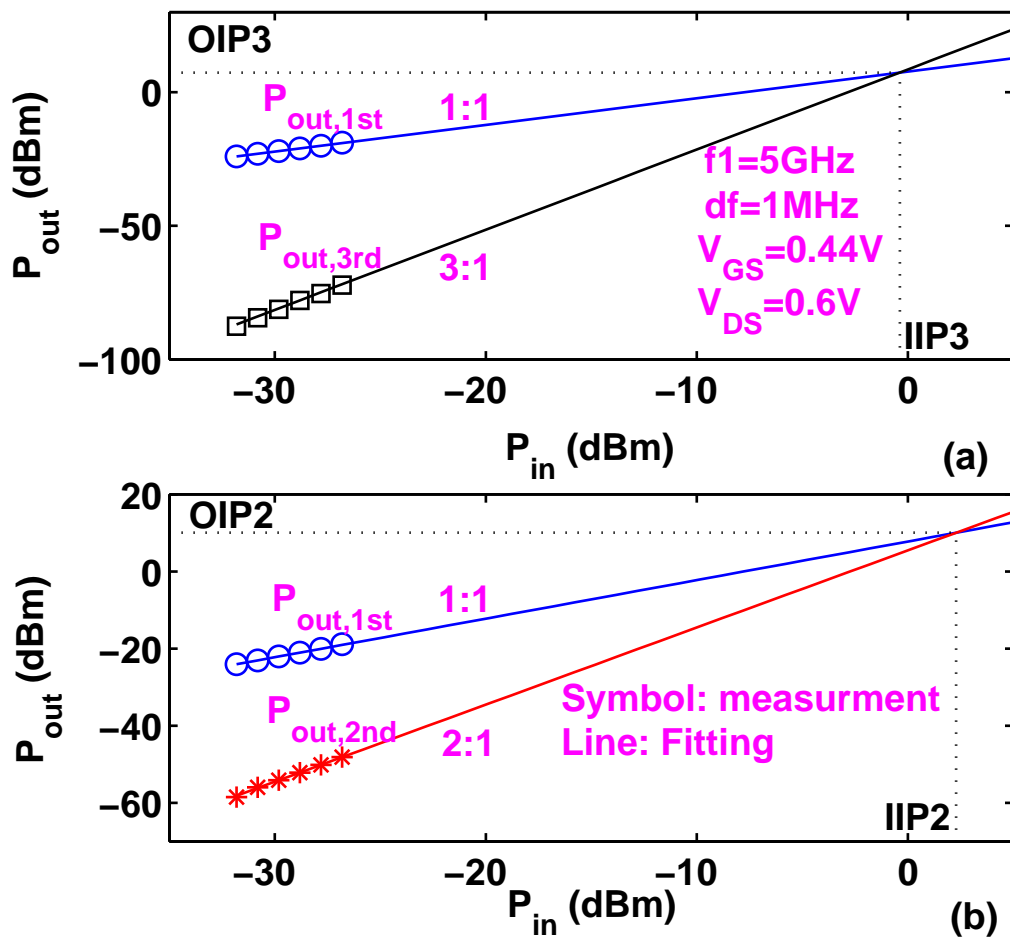 OIP3
P_out,1st
1:1
f1=5GHz
df=1MHz
P_out,3rd
3:1
V_GS=0.44V
V_DS=0.6V
IIP3
0
−50
−100
P_out (dBm)
−30
−20
−10
0
P_in (dBm)
(a)
OIP2
P_out,1st
1:1
P_out,2nd
2:1
Symbol: measurment
Line: Fitting
IIP2
20
0
−20
−40
−60
P_out (dBm)
−30
−20
−10
0
P_in (dBm)
(b)